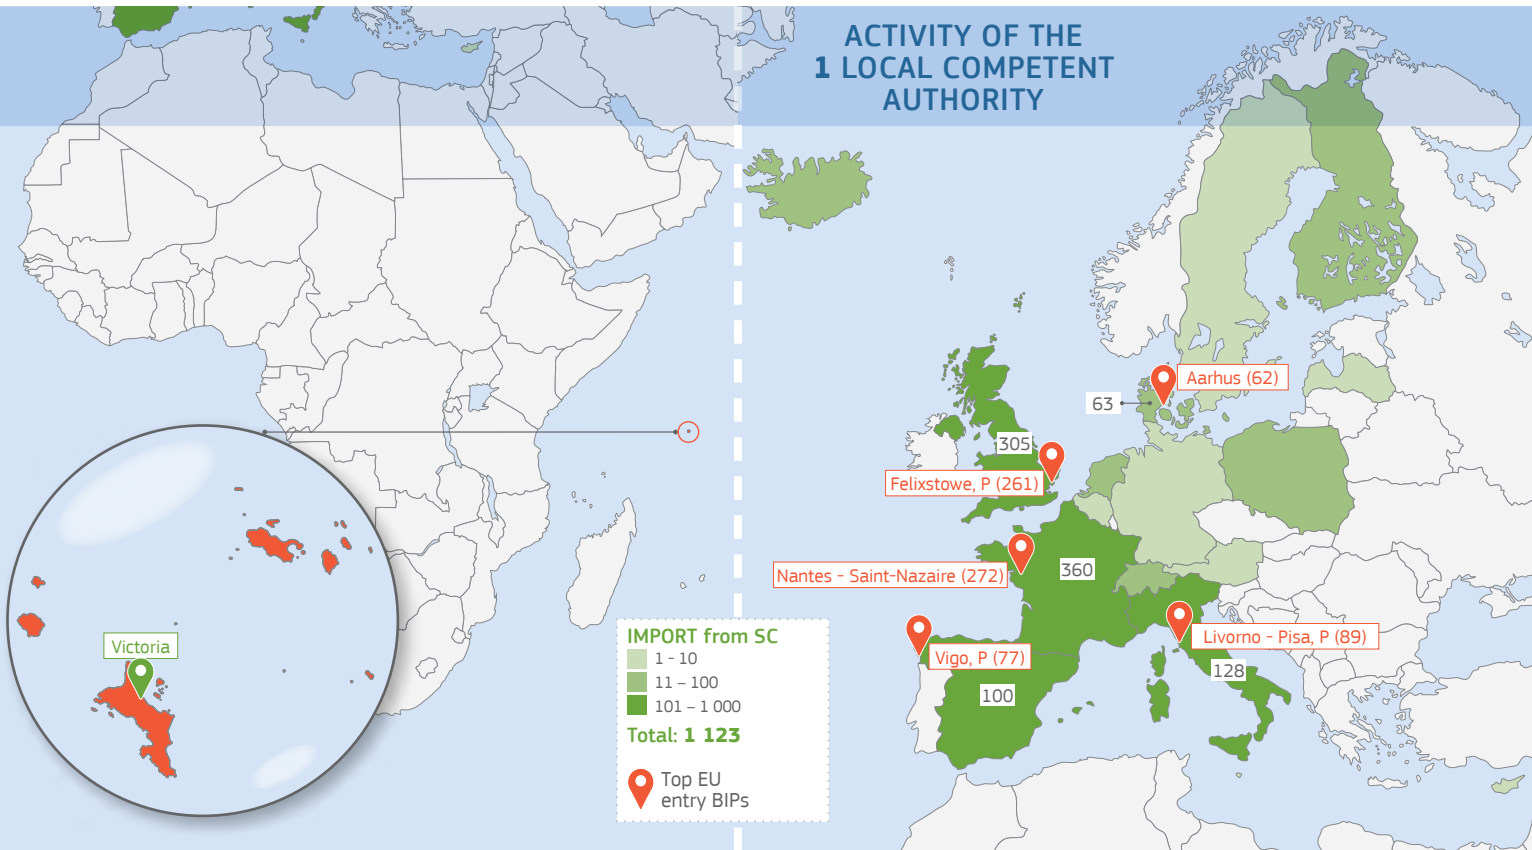 ACTIVITY OF THE
1 LOCAL COMPETENT
AUTHORITY
Aarhus (62)
63
305
Felixstowe, P (261)
360
Nantes - Saint-Nazaire (272)
Livorno - Pisa, P (89)
Vigo, P (77)
128
100
Victoria
IMPORT from SC
1 - 10
11 – 100
101 – 1 000
Total: 1 123
Top EU
entry BIPs